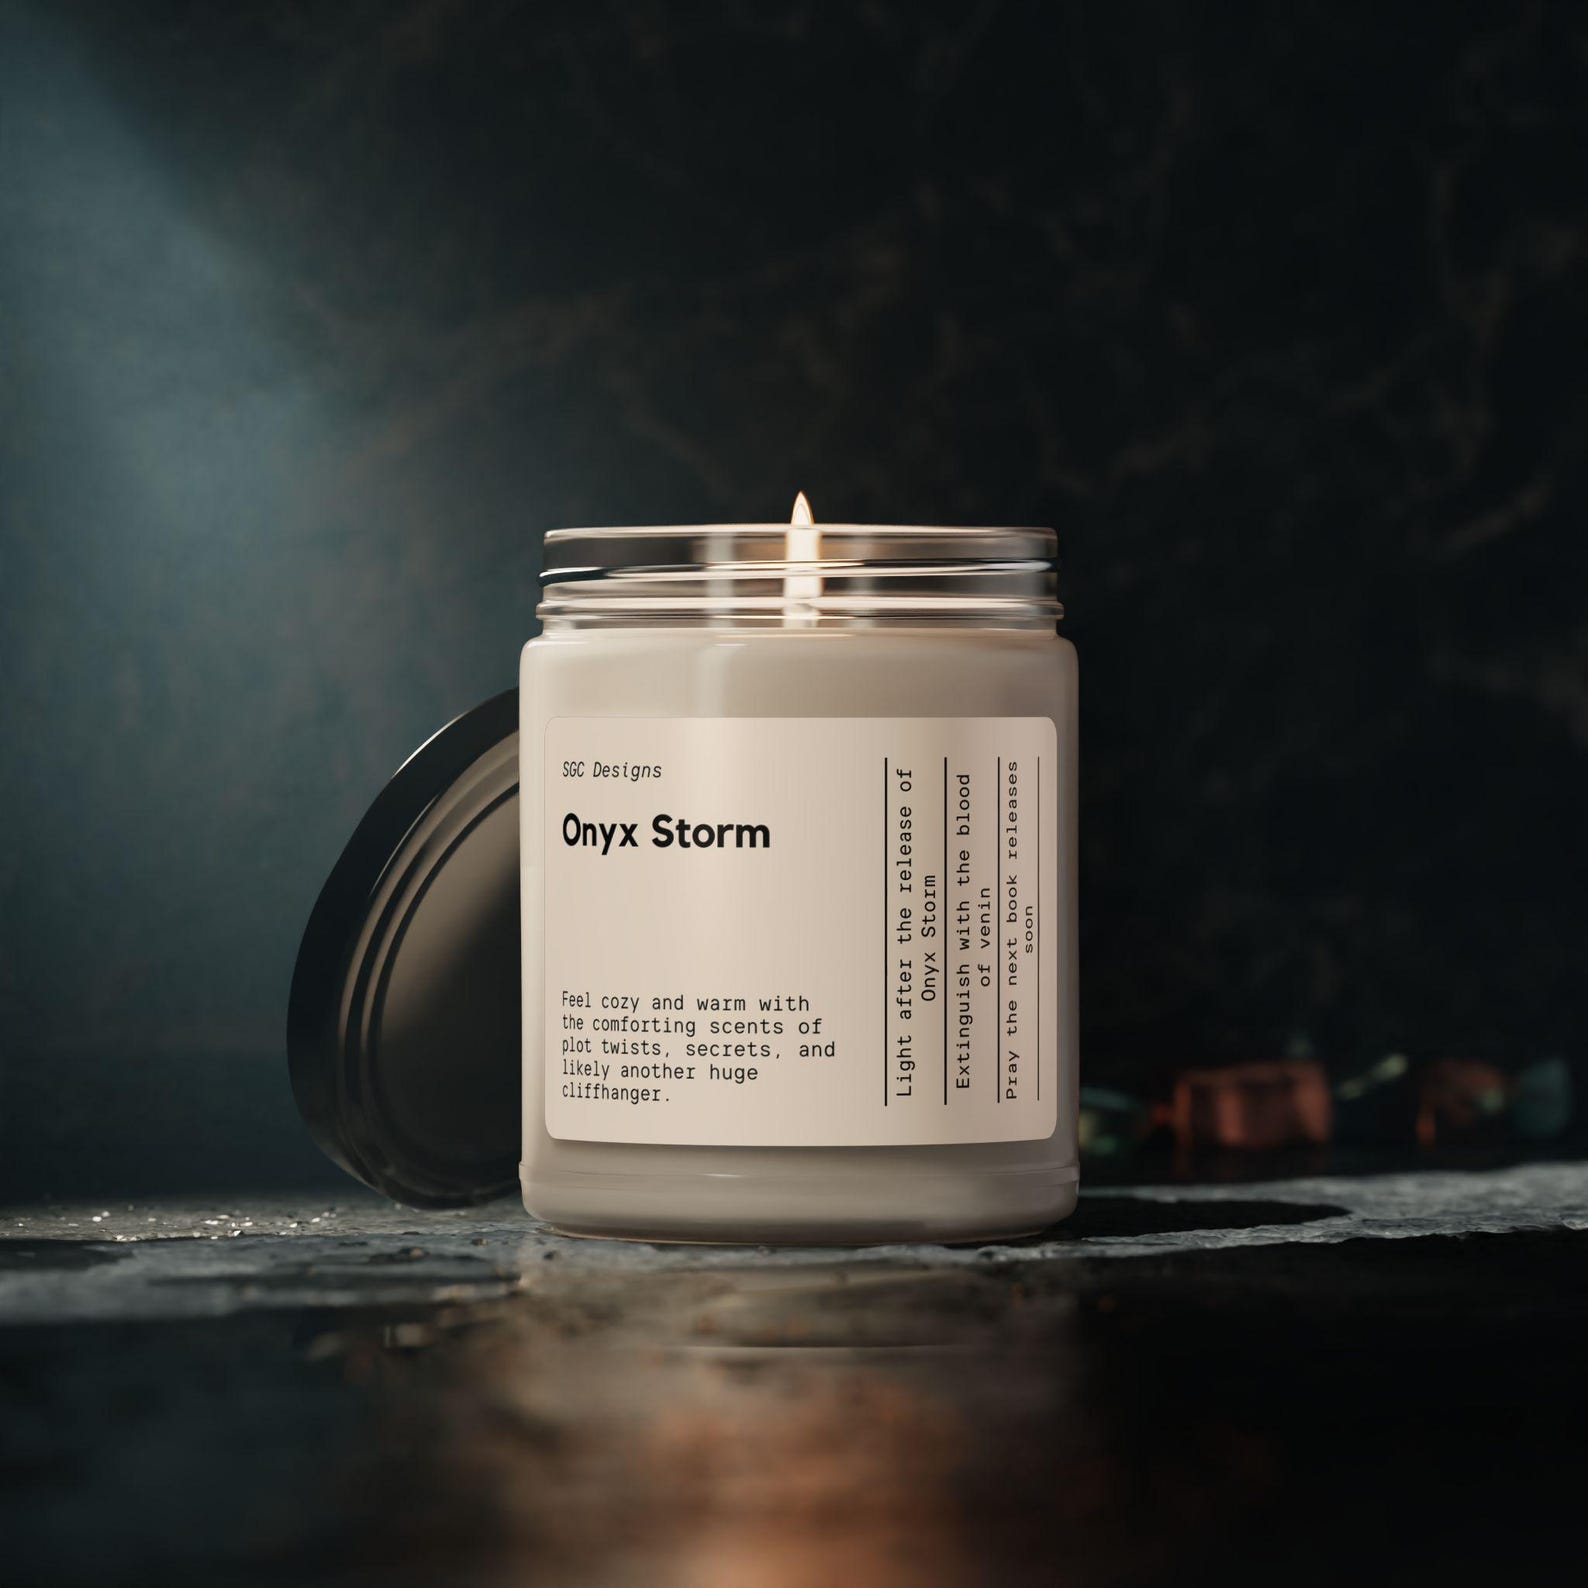 SGC Designs
Onyx Storm
Feel cozy and warm with
the comforting scents of
plot twists, secrets, and
likely another huge
cliffhanger.
Light after the release of
Onyx Storm
Extinguish with the blood
of venin
Pray the next book releases
soon